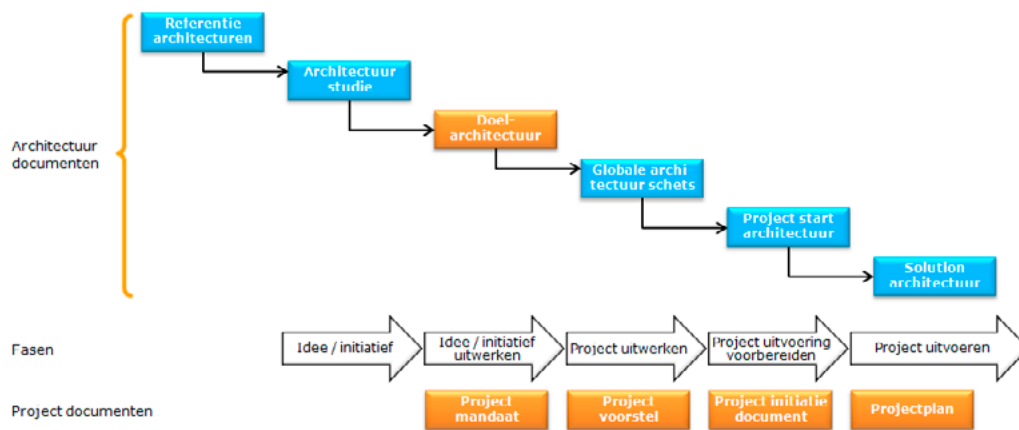 Referentie
architecturen
Architectuur
studie
Doel-
architectuur
Architectuur
documenten
Globale archi
tectuur schets
Project start
architectuur
Solution
architectuur
Fasen
Idee / initiatief
Idee / initiatief
uitwerken
Project uitwerken
Project uitvoering
voorbereiden
Project uitvoeren
Project documenten
Project
mandaat
Project
voorstel
Project initiatie
document
Projectplan